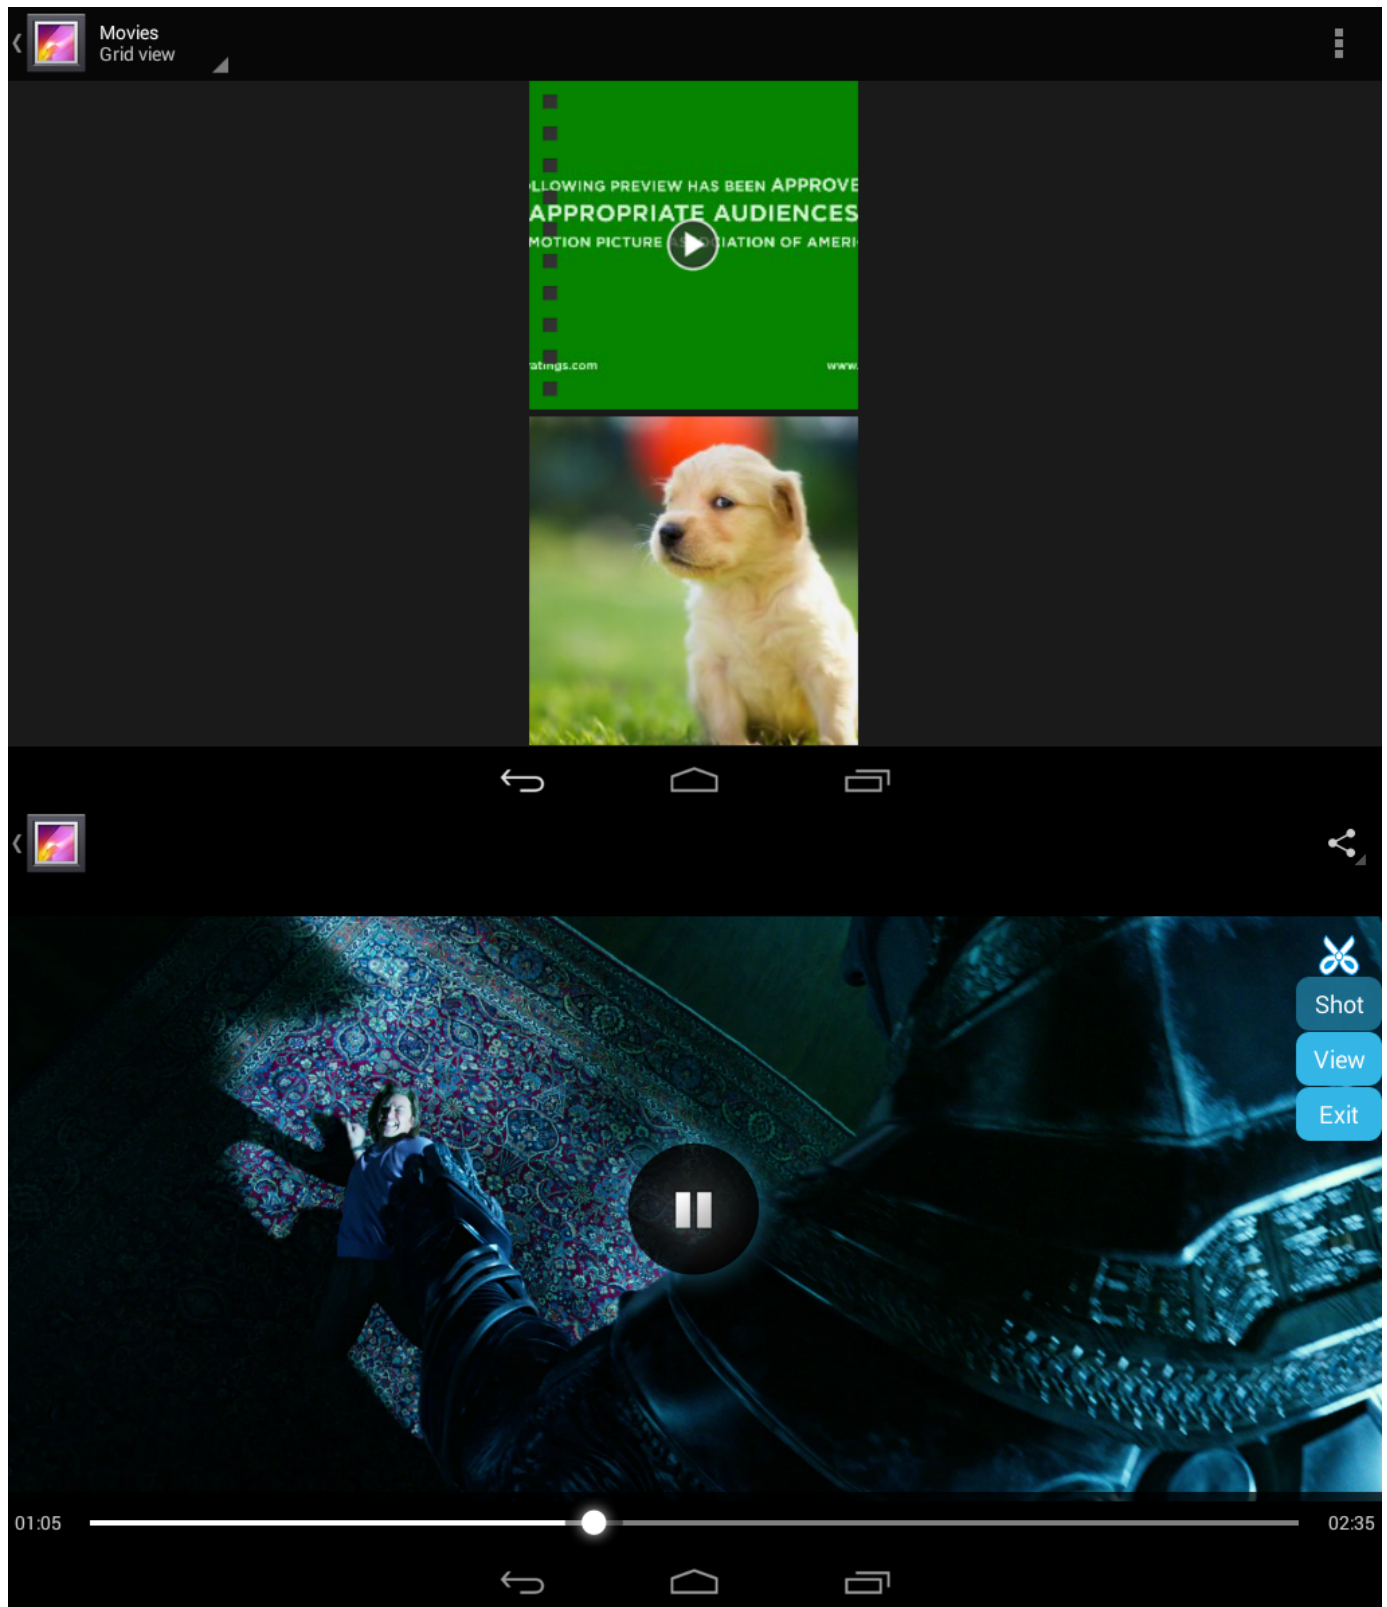 Movies
Grid view
LLOWING PREVIEW HAS BEEN APPROVE
APPROPRIATE AUDIENCES
MOTION PICTURE ASSOCIATION OF AMERI
atings.com
www.
Shot
View
Exit
01:05
02:35